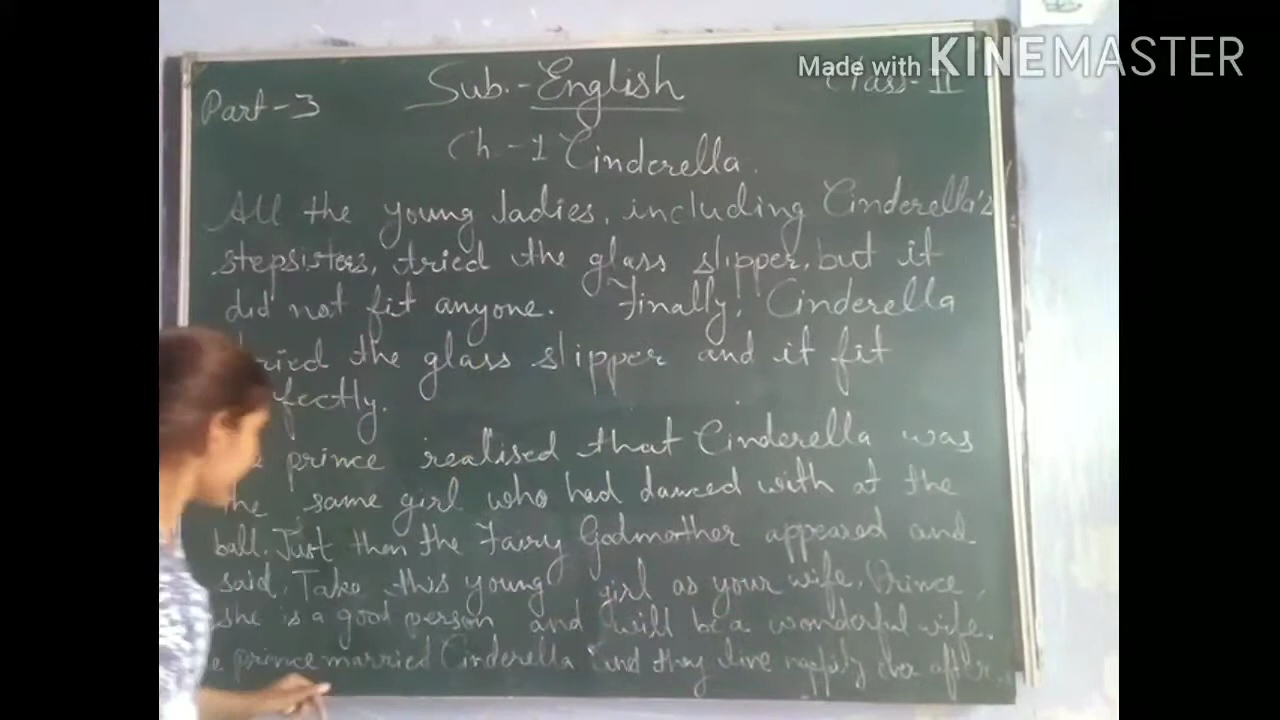 Made with KINEMASTER
Part-3 Sub.-English Class-II
Ch-1 Cinderella.
All the young ladies, including Cinderella's
stepsisters, tried the glass slipper, but it
did not fit anyone. Finally, Cinderella
tried the glass slipper and it fit
fectly.
prince realised that Cinderella was
the same girl who had danced with at the
ball. Just then the Fairy Godmother appeared and
said, Take this young girl as your wife, Prince,
she is a good person and will be a wonderful wife.
e prince married Cinderella and they live happily ever after.